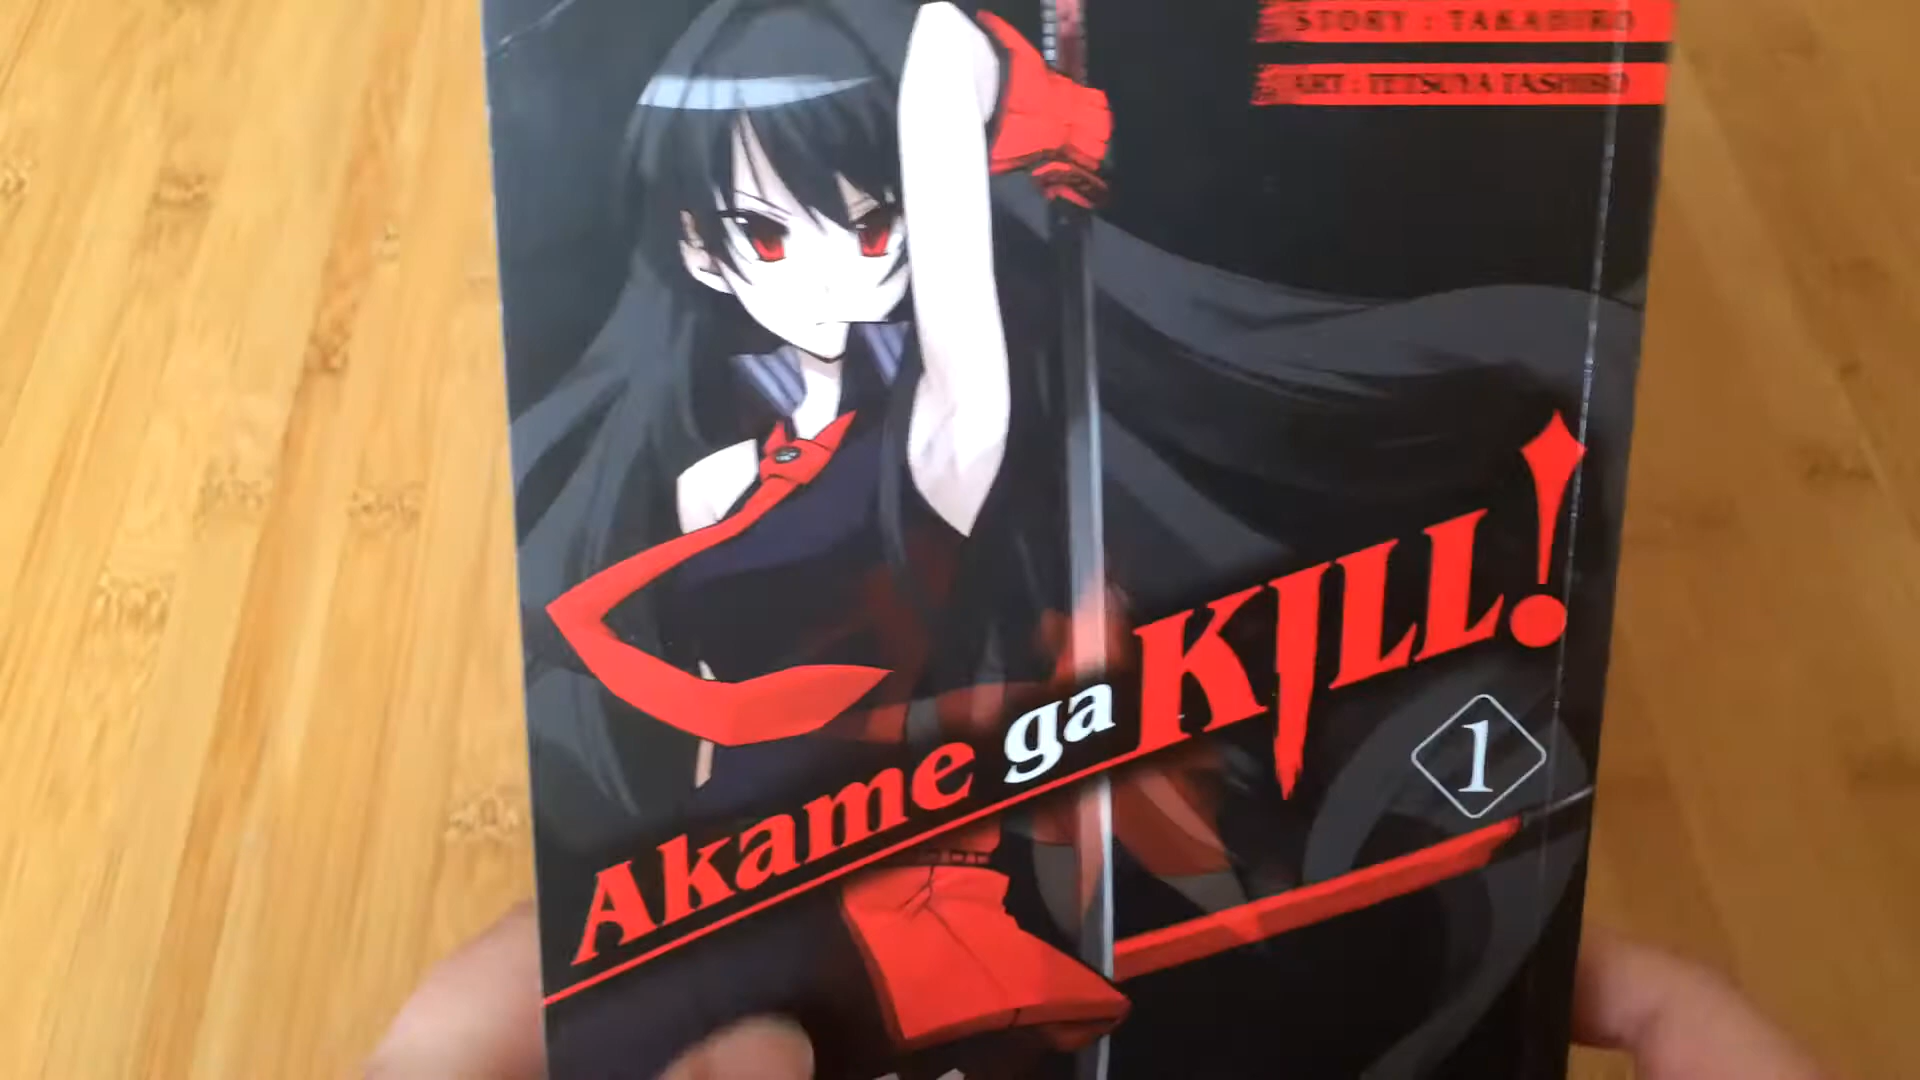 STORY : TAKAHIRO
ART : TETSUYA TASHIRO
Akame ga KILL!
1